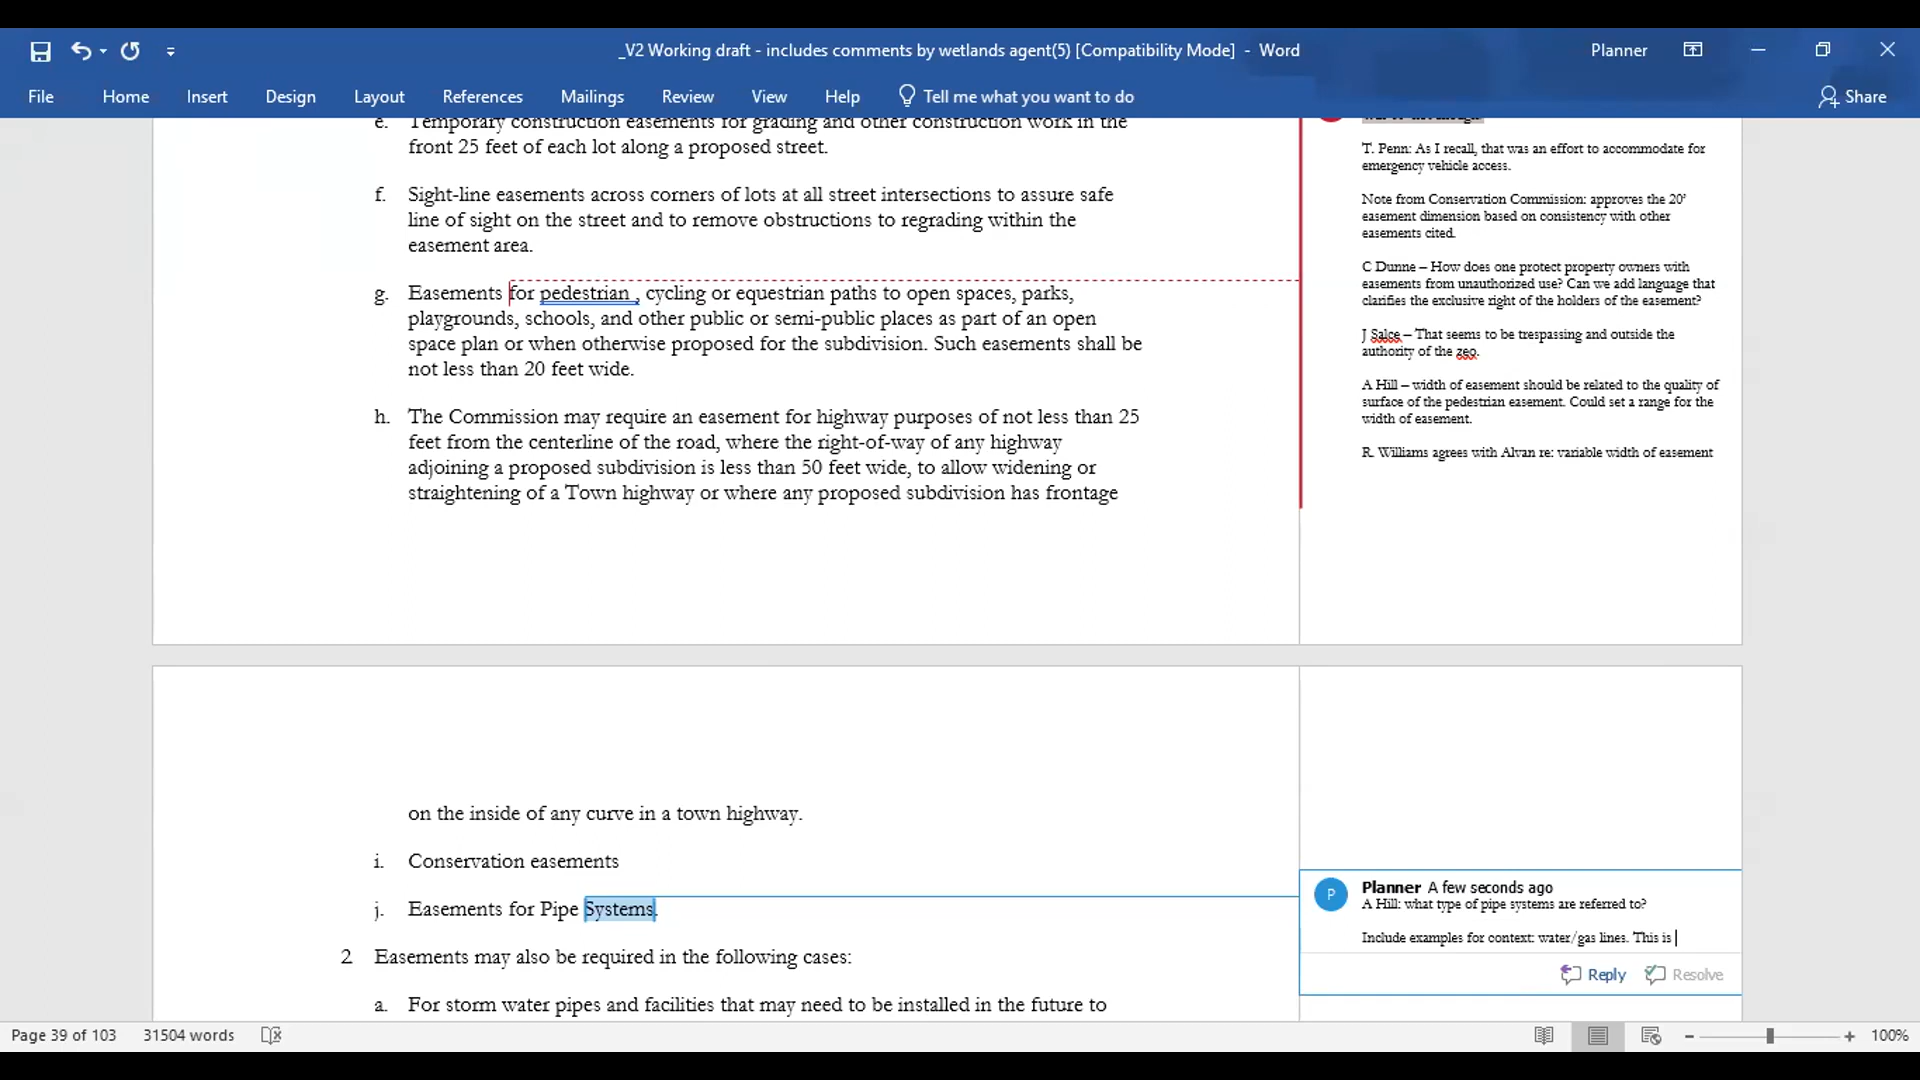 _V2 Working draft - includes comments by wetlands agent(5) [Compatibility Mode] - Word
Planner
File Home Insert Design Layout References Mailings Review View Help Tell me what you want to do Share
e. Temporary construction easements for grading and other construction work in the
front 25 feet of each lot along a proposed street.
f. Sight-line easements across corners of lots at all street intersections to assure safe
line of sight on the street and to remove obstructions to regrading within the
easement area.
g. Easements for pedestrian , cycling or equestrian paths to open spaces, parks,
playgrounds, schools, and other public or semi-public places as part of an open
space plan or when otherwise proposed for the subdivision. Such easements shall be
not less than 20 feet wide.
h. The Commission may require an easement for highway purposes of not less than 25
feet from the centerline of the road, where the right-of-way of any highway
adjoining a proposed subdivision is less than 50 feet wide, to allow widening or
straightening of a Town highway or where any proposed subdivision has frontage
T. Penn: As I recall, that was an effort to accommodate for
emergency vehicle access.
Note from Conservation Commission: approves the 20'
easement dimension based on consistency with other
easements cited.
C Dunne – How does one protect property owners with
easements from unauthorized use? Can we add language that
clarifies the exclusive right of the holders of the easement?
J Salce – That seems to be trespassing and outside the
authority of the zeo.
A Hill – width of easement should be related to the quality of
surface of the pedestrian easement. Could set a range for the
width of easement.
R. Williams agrees with Alvan re: variable width of easement
on the inside of any curve in a town highway.
i. Conservation easements
j. Easements for Pipe Systems.
2 Easements may also be required in the following cases:
a. For storm water pipes and facilities that may need to be installed in the future to
P
Planner A few seconds ago
A Hill: what type of pipe systems are referred to?
Include examples for context: water/gas lines. This is
Reply Resolve
Page 39 of 103 31504 words
100%